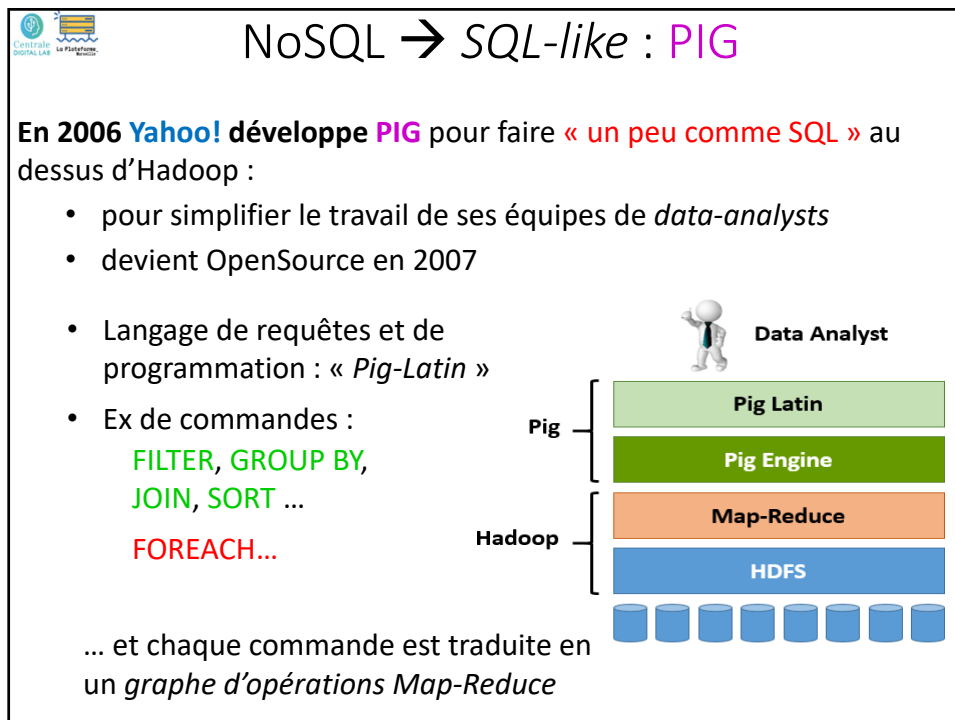 Centrale
DIGITAL LAB
La Plateforme_
Marseille
NoSQL → SQL-like : PIG
En 2006 Yahoo! développe PIG pour faire « un peu comme SQL » au
dessus d’Hadoop :
• pour simplifier le travail de ses équipes de data-analysts
• devient OpenSource en 2007
• Langage de requêtes et de
programmation : « Pig-Latin »
• Ex de commandes :
FILTER, GROUP BY,
JOIN, SORT …
FOREACH…
… et chaque commande est traduite en
un graphe d’opérations Map-Reduce
Data Analyst
Pig
Pig Latin
Pig Engine
Hadoop
Map-Reduce
HDFS